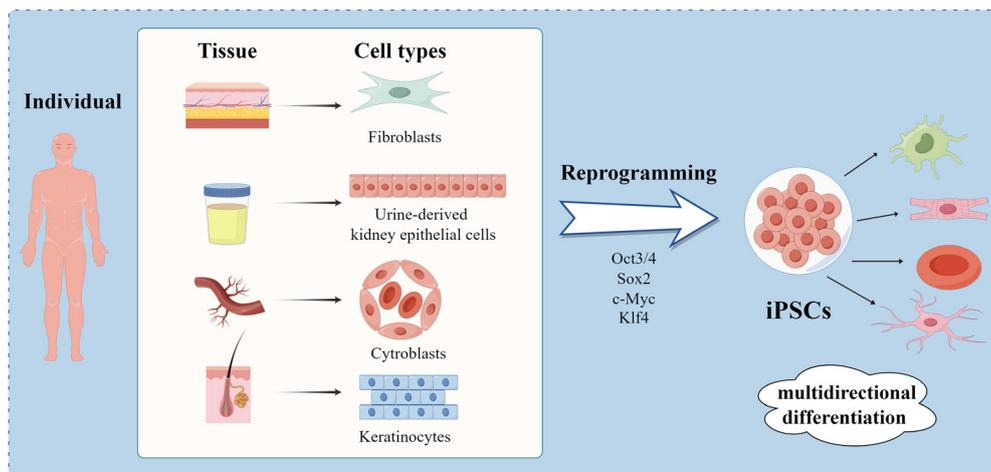 Individual
Tissue
Cell types
Fibroblasts
Urine-derived
kidney epithelial cells
Cytroblasts
Keratinocytes
Reprogramming
Oct3/4
Sox2
c-Myc
Klf4
iPSCs
multidirectional
differentiation